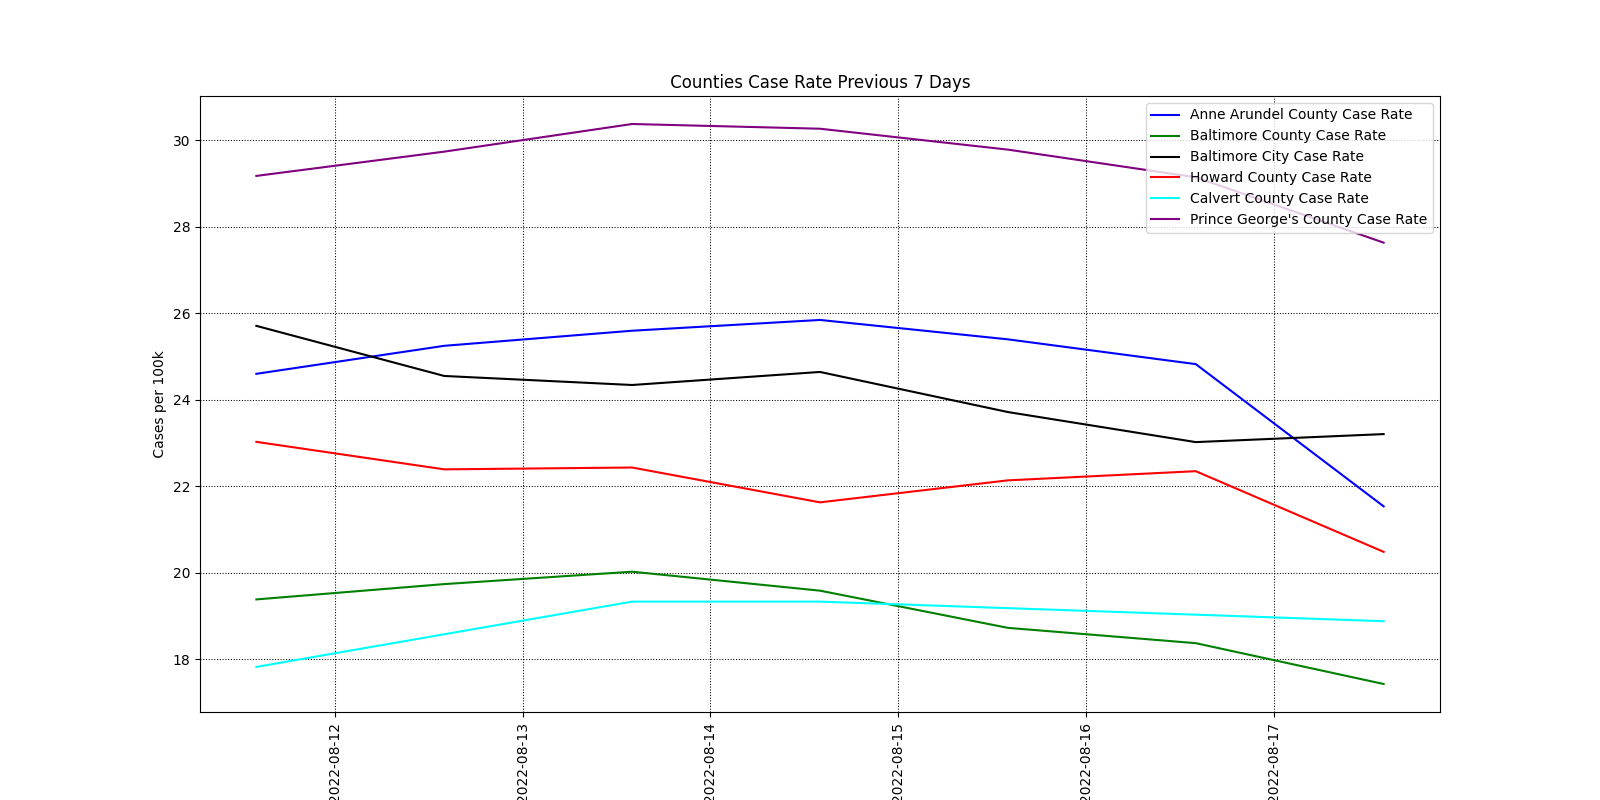 Counties Case Rate Previous 7 Days
Anne Arundel County Case Rate
Baltimore County Case Rate
Baltimore City Case Rate
Howard County Case Rate
Calvert County Case Rate
Prince George's County Case Rate
Cases per 100k
30
28
26
24
22
20
18
2022-08-12
2022-08-13
2022-08-14
2022-08-15
2022-08-16
2022-08-17